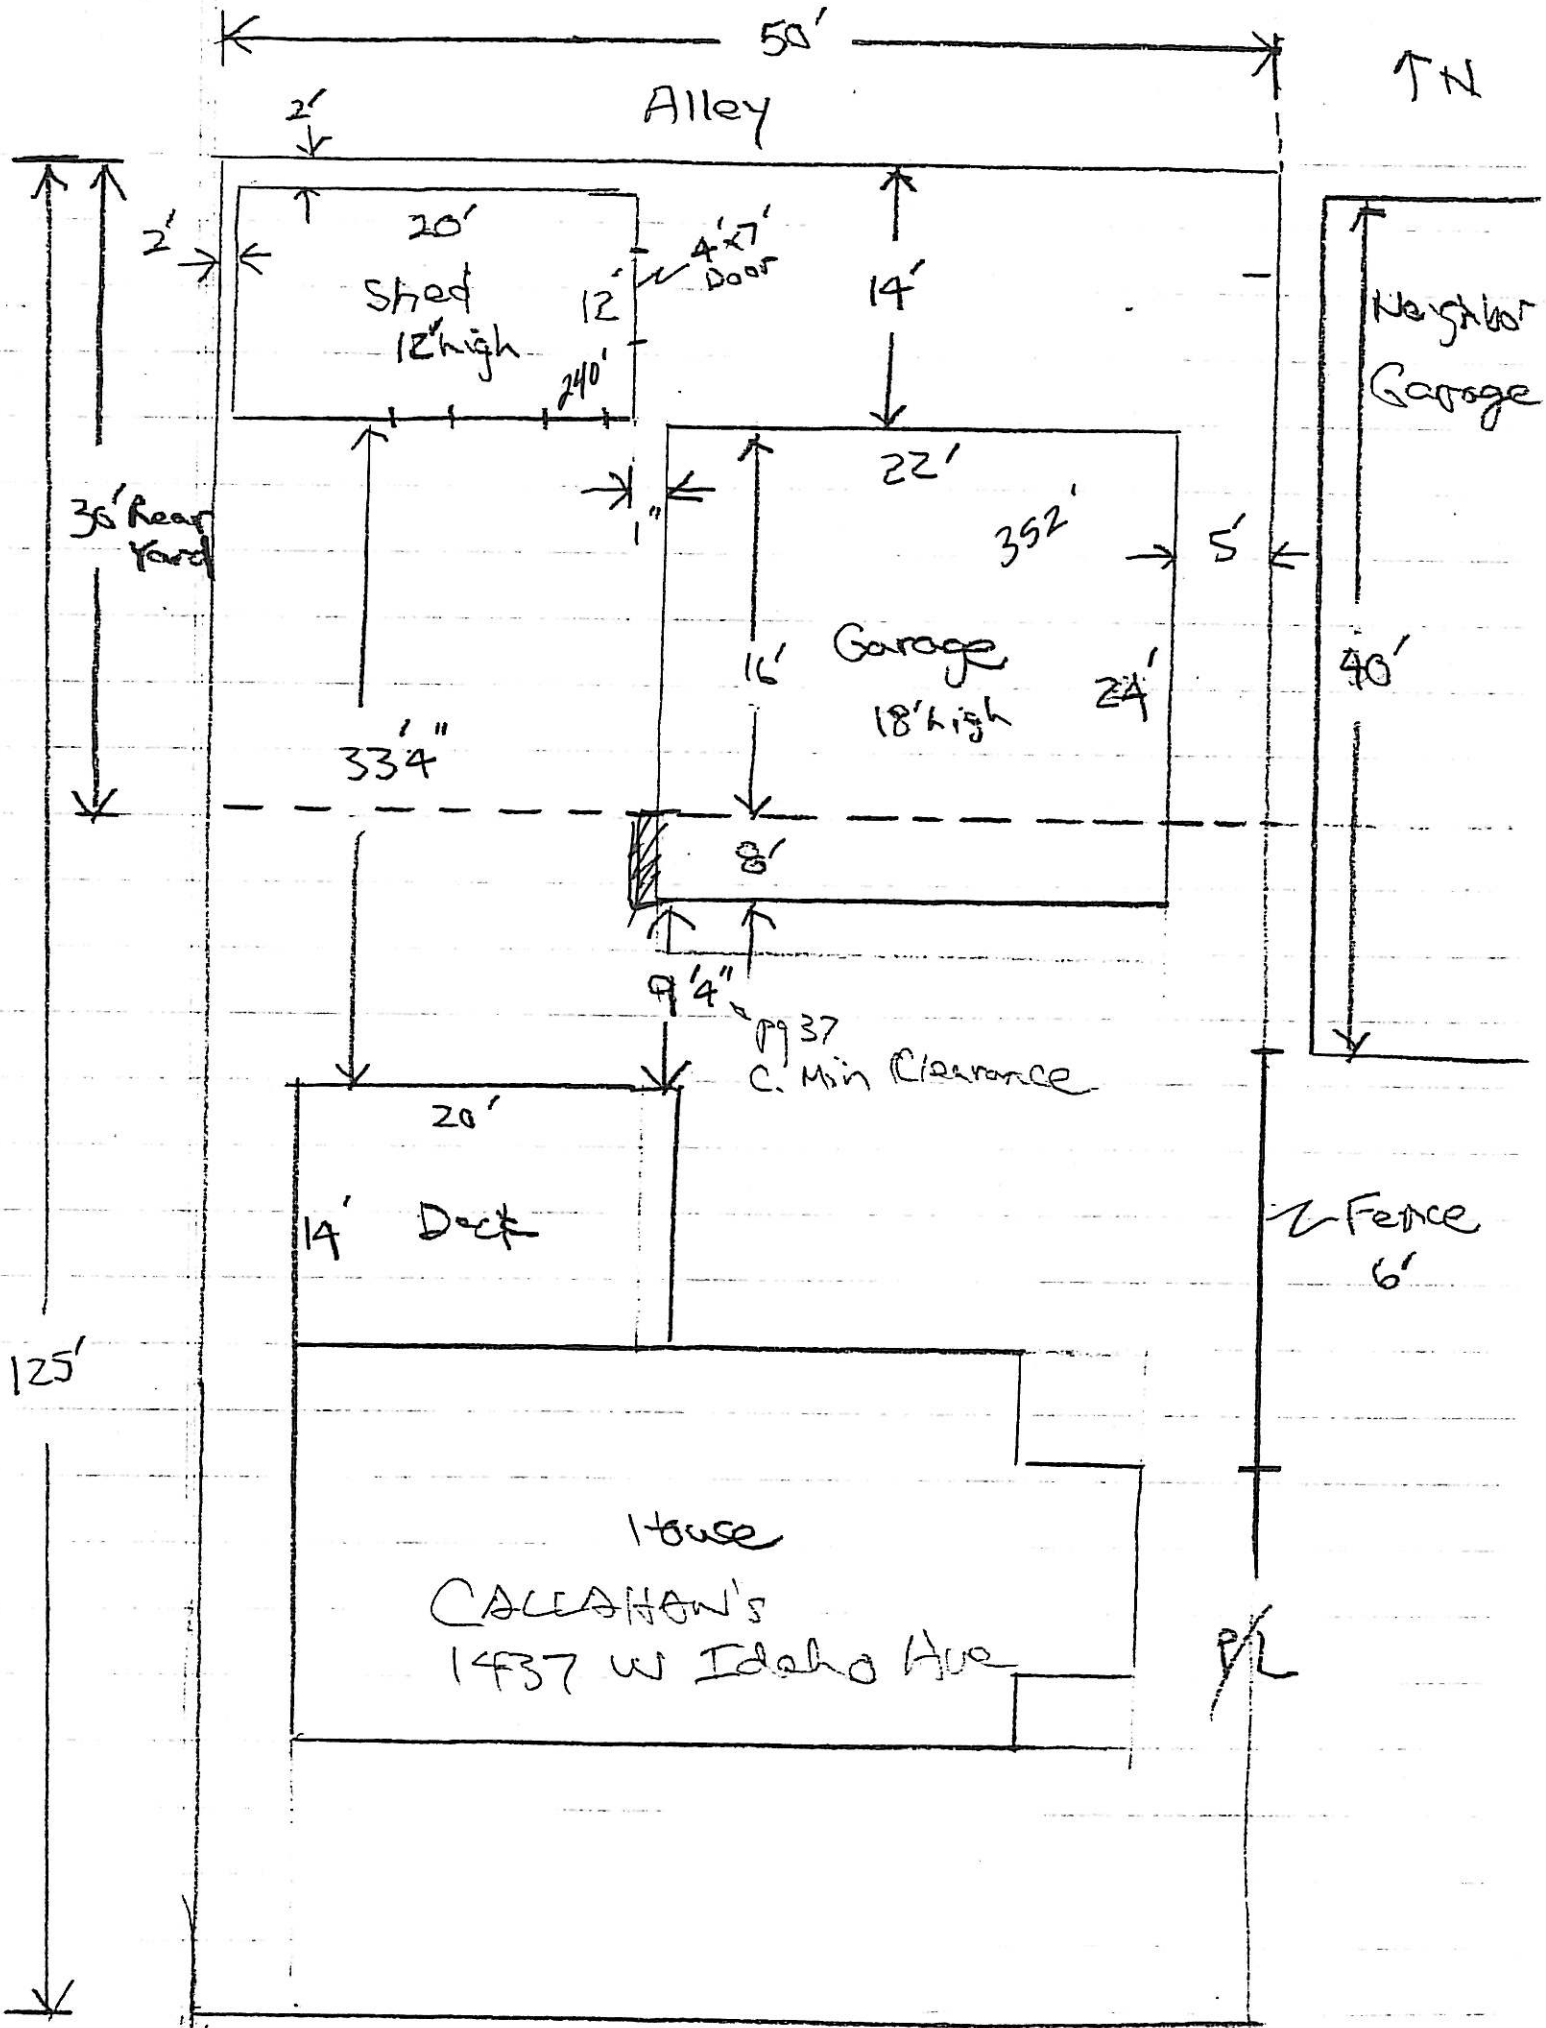 50'
↑ N
Alley
2'
2'
20'
Shed
12' high
12'
4'x7'
Door
240'
14'
Neighbor
Garage
30' Rear
Yard
1"
22'
352'
5'
16'
Garage
18' high
24'
40'
33'4"
8'
9'4"
pg 37
C. Min Clearance
20'
14'
Deck
Fence
6'
125'
House
CALLAHAN'S
1437 W Idaho Ave
P/L